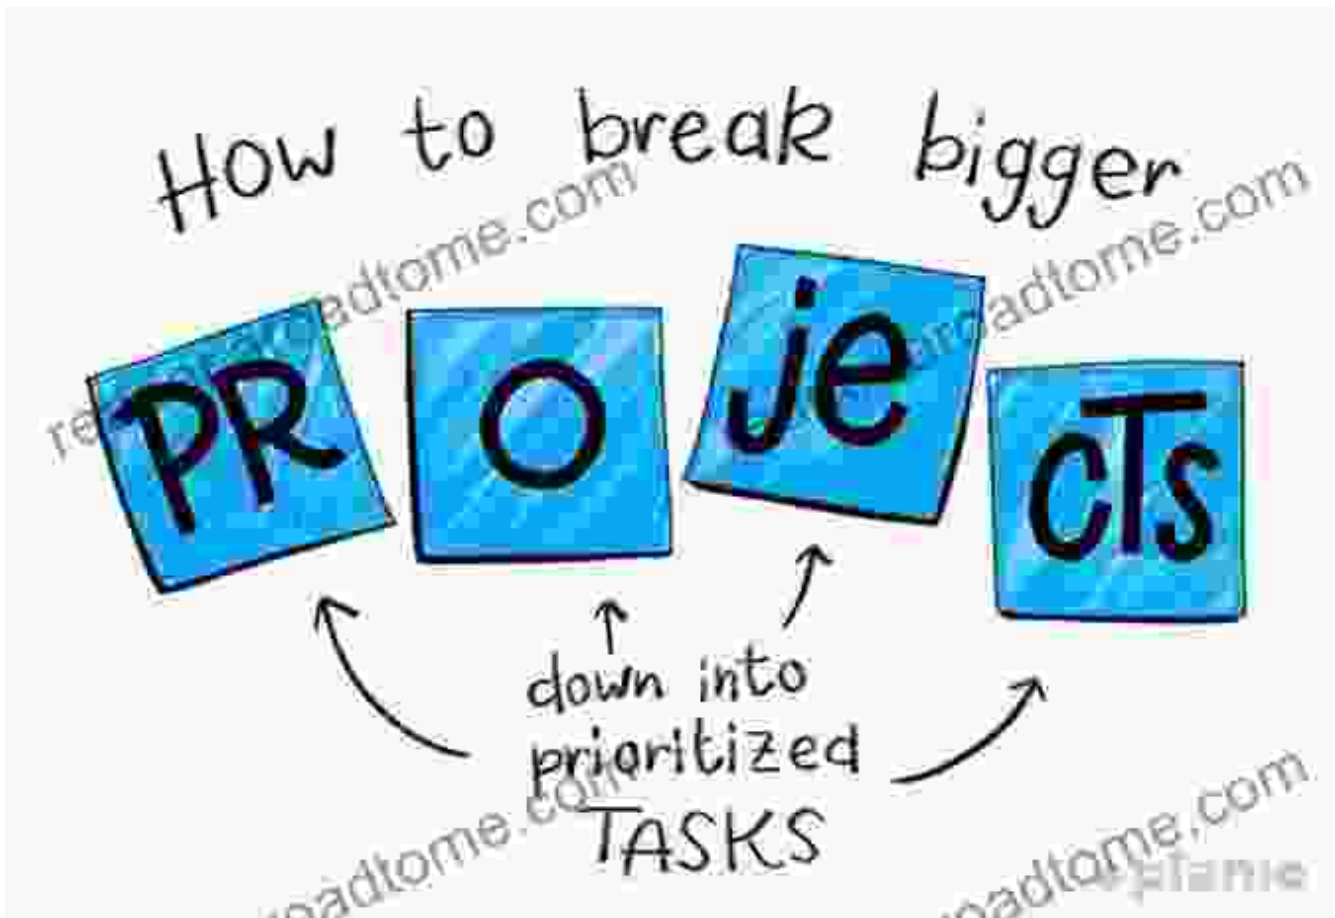 How to break bigger
PR O je cTs
down into
prioritized
TASKS